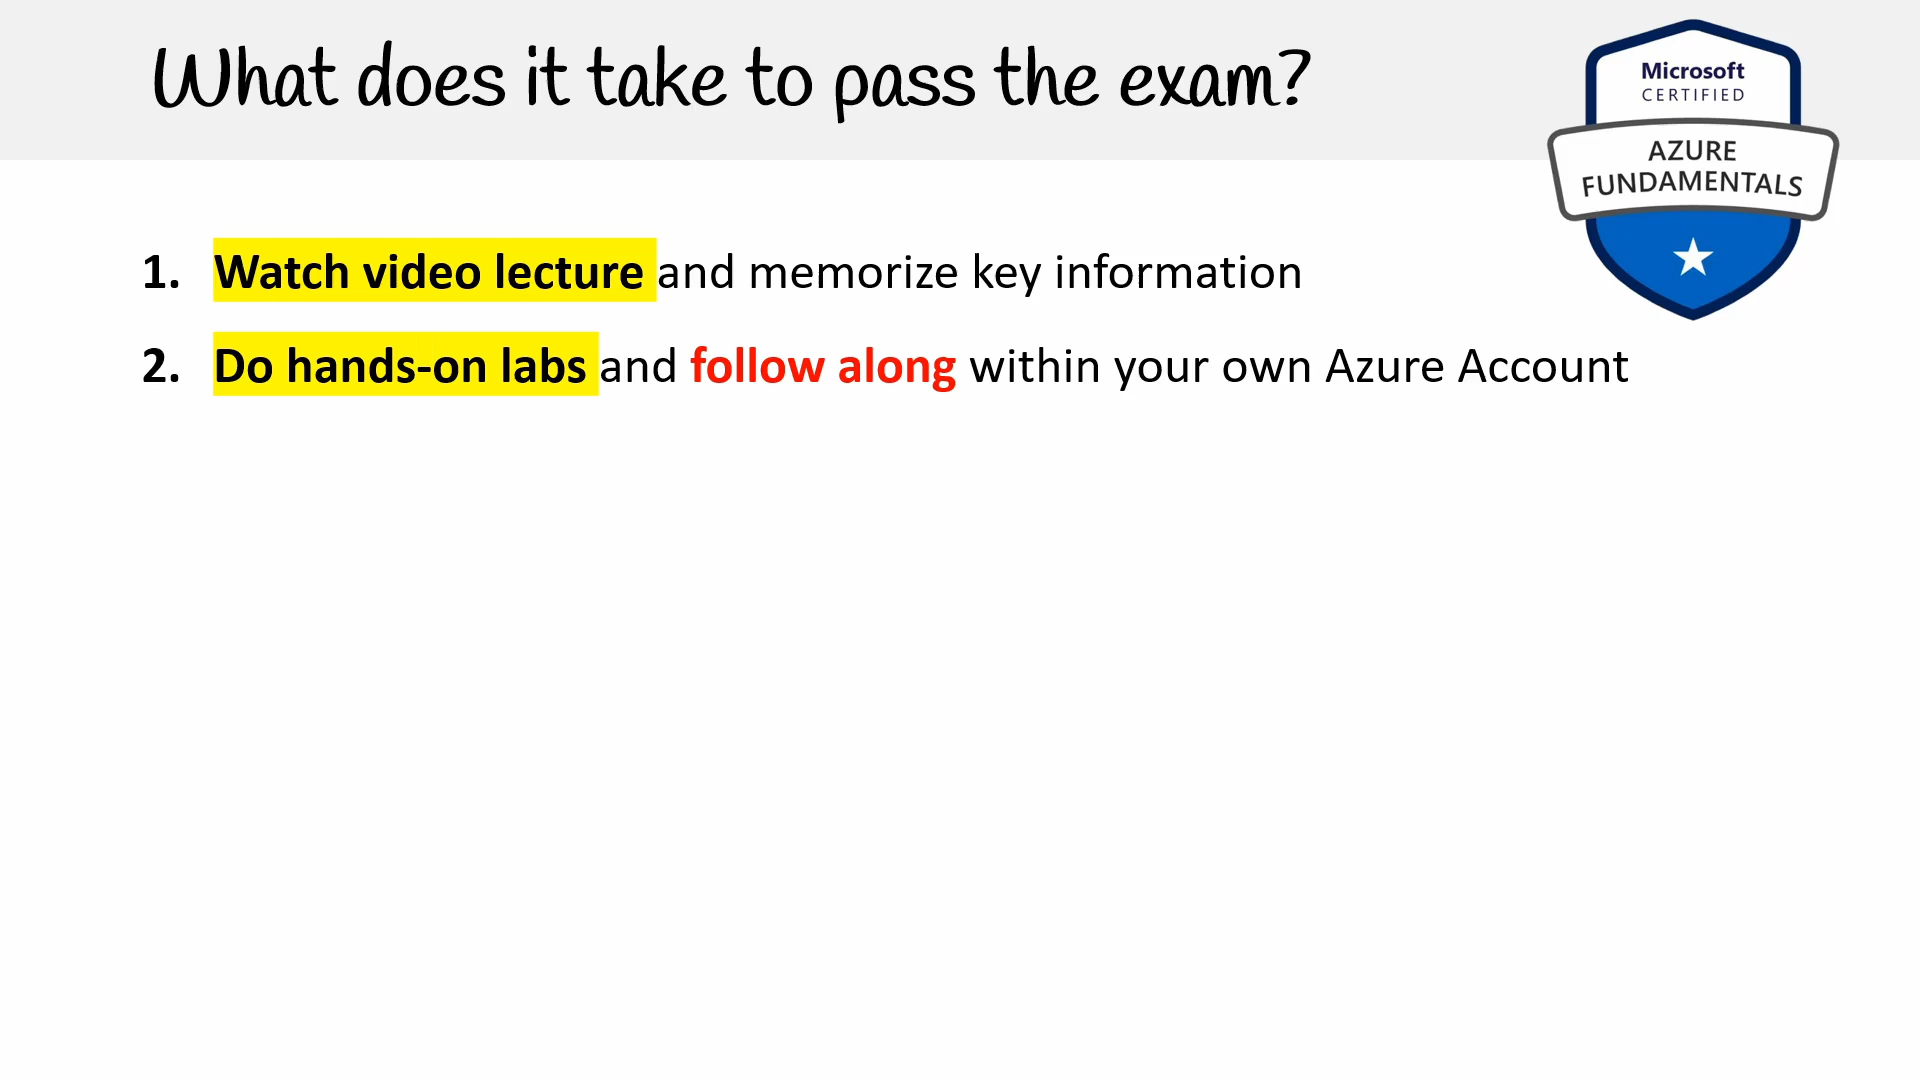 What does it take to pass the exam?
Microsoft
CERTIFIED
AZURE
FUNDAMENTALS
1. Watch video lecture and memorize key information
2. Do hands-on labs and follow along within your own Azure Account